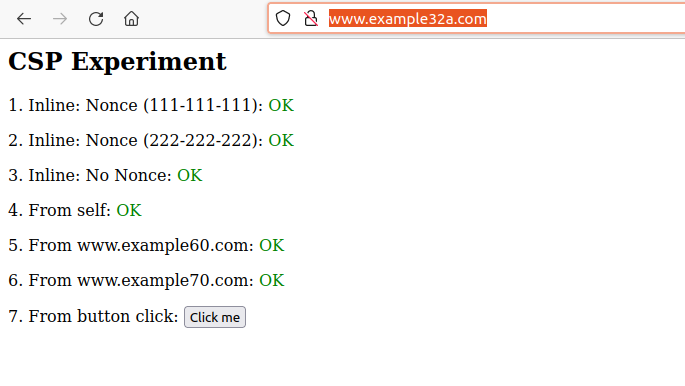 www.example32a.com
CSP Experiment
1. Inline: Nonce (111-111-111): OK
2. Inline: Nonce (222-222-222): OK
3. Inline: No Nonce: OK
4. From self: OK
5. From www.example60.com: OK
6. From www.example70.com: OK
7. From button click: Click me